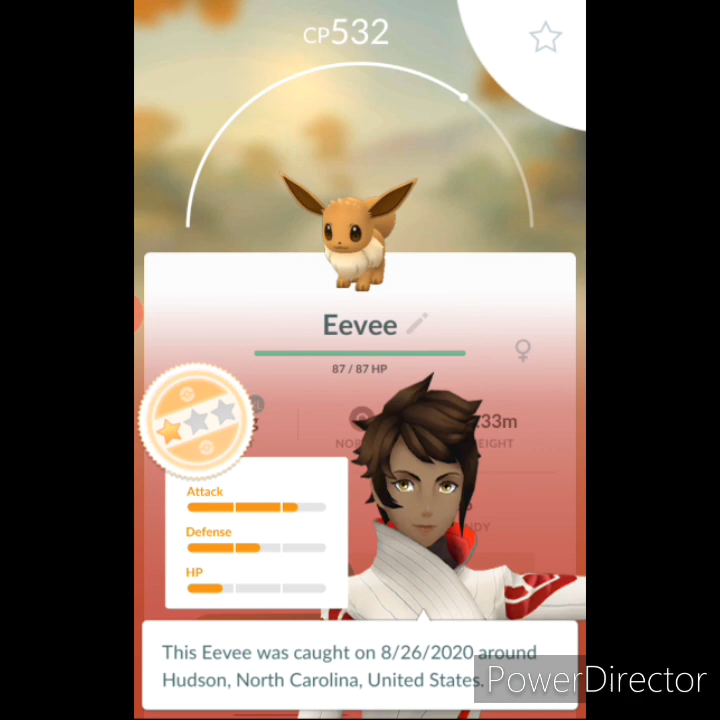 CP532
Eevee
87 / 87 HP
Attack
Defense
HP
This Eevee was caught on 8/26/2020 around
Hudson, North Carolina, United States.
PowerDirector